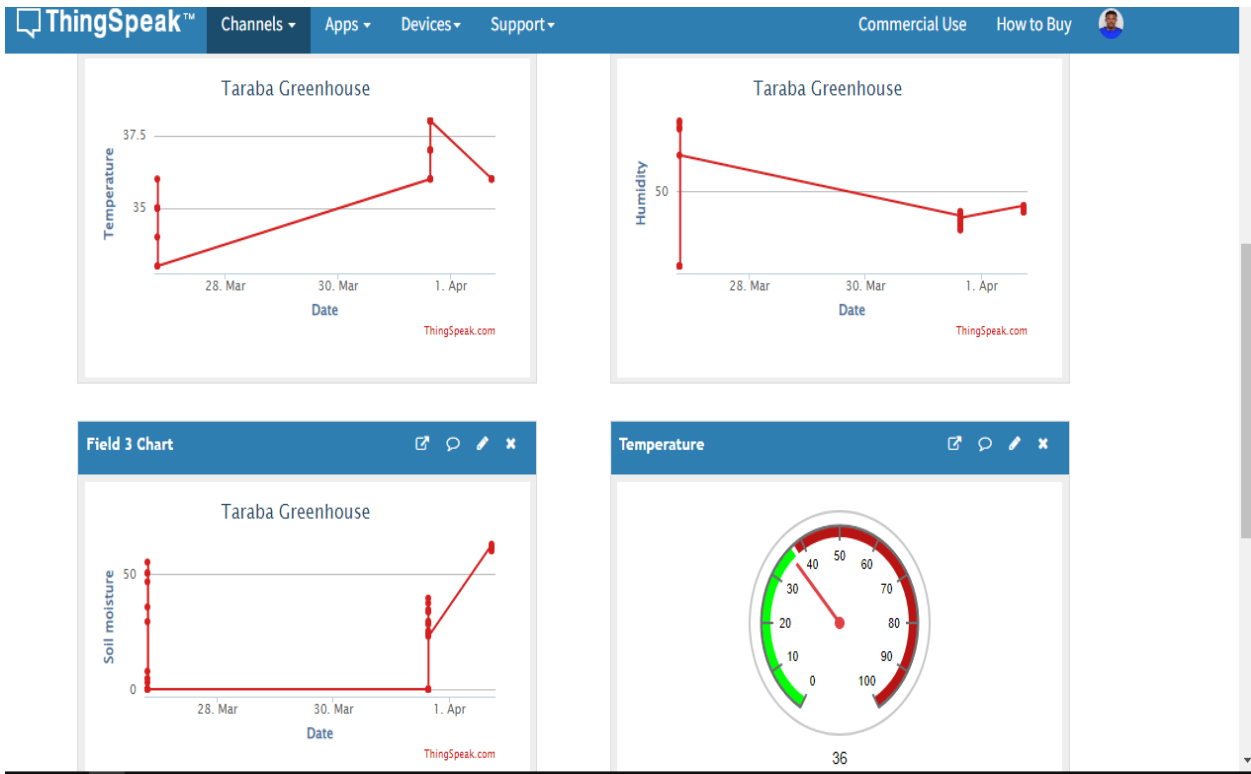 ThingSpeak™ Channels Apps Devices Support Commercial Use How to Buy
Taraba Greenhouse
37.5
35
Temperature
28. Mar 30. Mar 1. Apr
Date
ThingSpeak.com
Taraba Greenhouse
50
Humidity
28. Mar 30. Mar 1. Apr
Date
ThingSpeak.com
Field 3 Chart
Taraba Greenhouse
50
0
Soil moisture
28. Mar 30. Mar 1. Apr
Date
ThingSpeak.com
Temperature
0 10 20 30 40 50 60 70 80 90 100
36